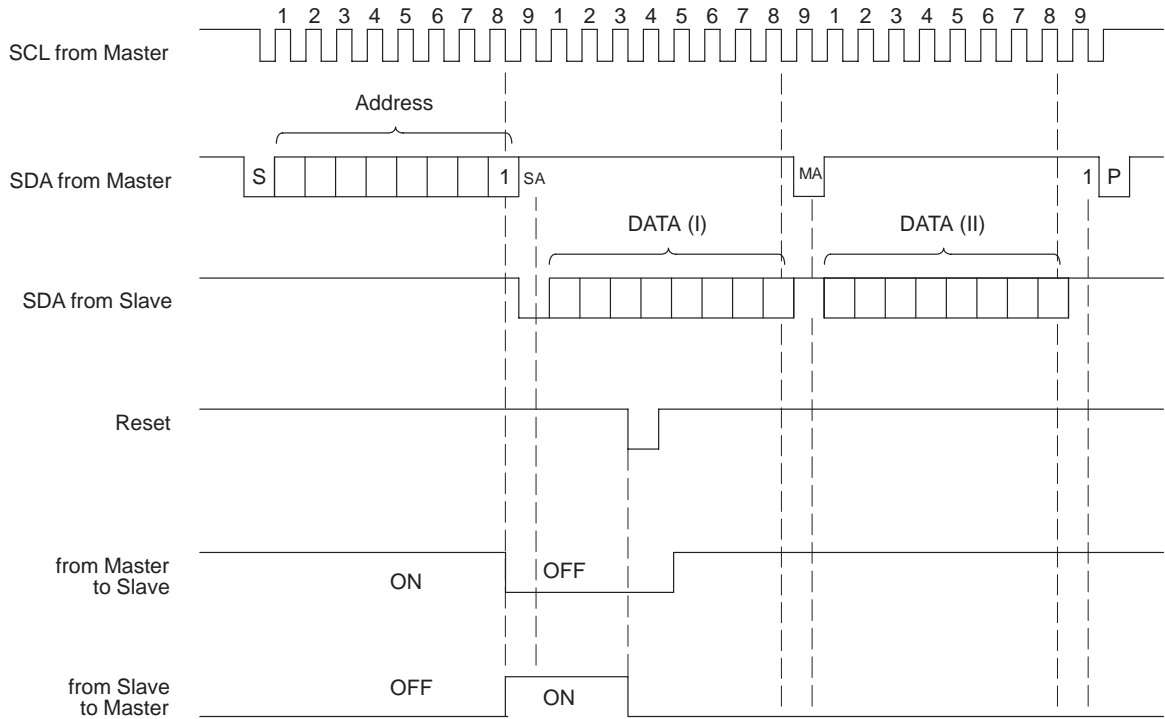 1 2 3 4 5 6 7 8 9 1 2 3 4 5 6 7 8 9 1 2 3 4 5 6 7 8 9
SCL from Master
Address
SDA from Master
S
1
SA
MA
1
P
DATA (I)
DATA (II)
SDA from Slave
Reset
from Master
to Slave
ON
OFF
from Slave
to Master
OFF
ON